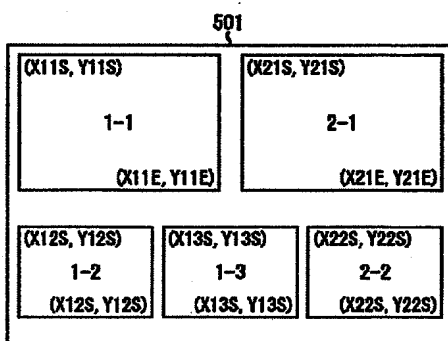 501
(X11S, Y11S) (X21S, Y21S)
1-1 2-1
(X11E, Y11E) (X21E, Y21E)
(X12S, Y12S) (X13S, Y13S) (X22S, Y22S)
1-2 1-3 2-2
(X12S, Y12S) (X13S, Y13S) (X22S, Y22S)